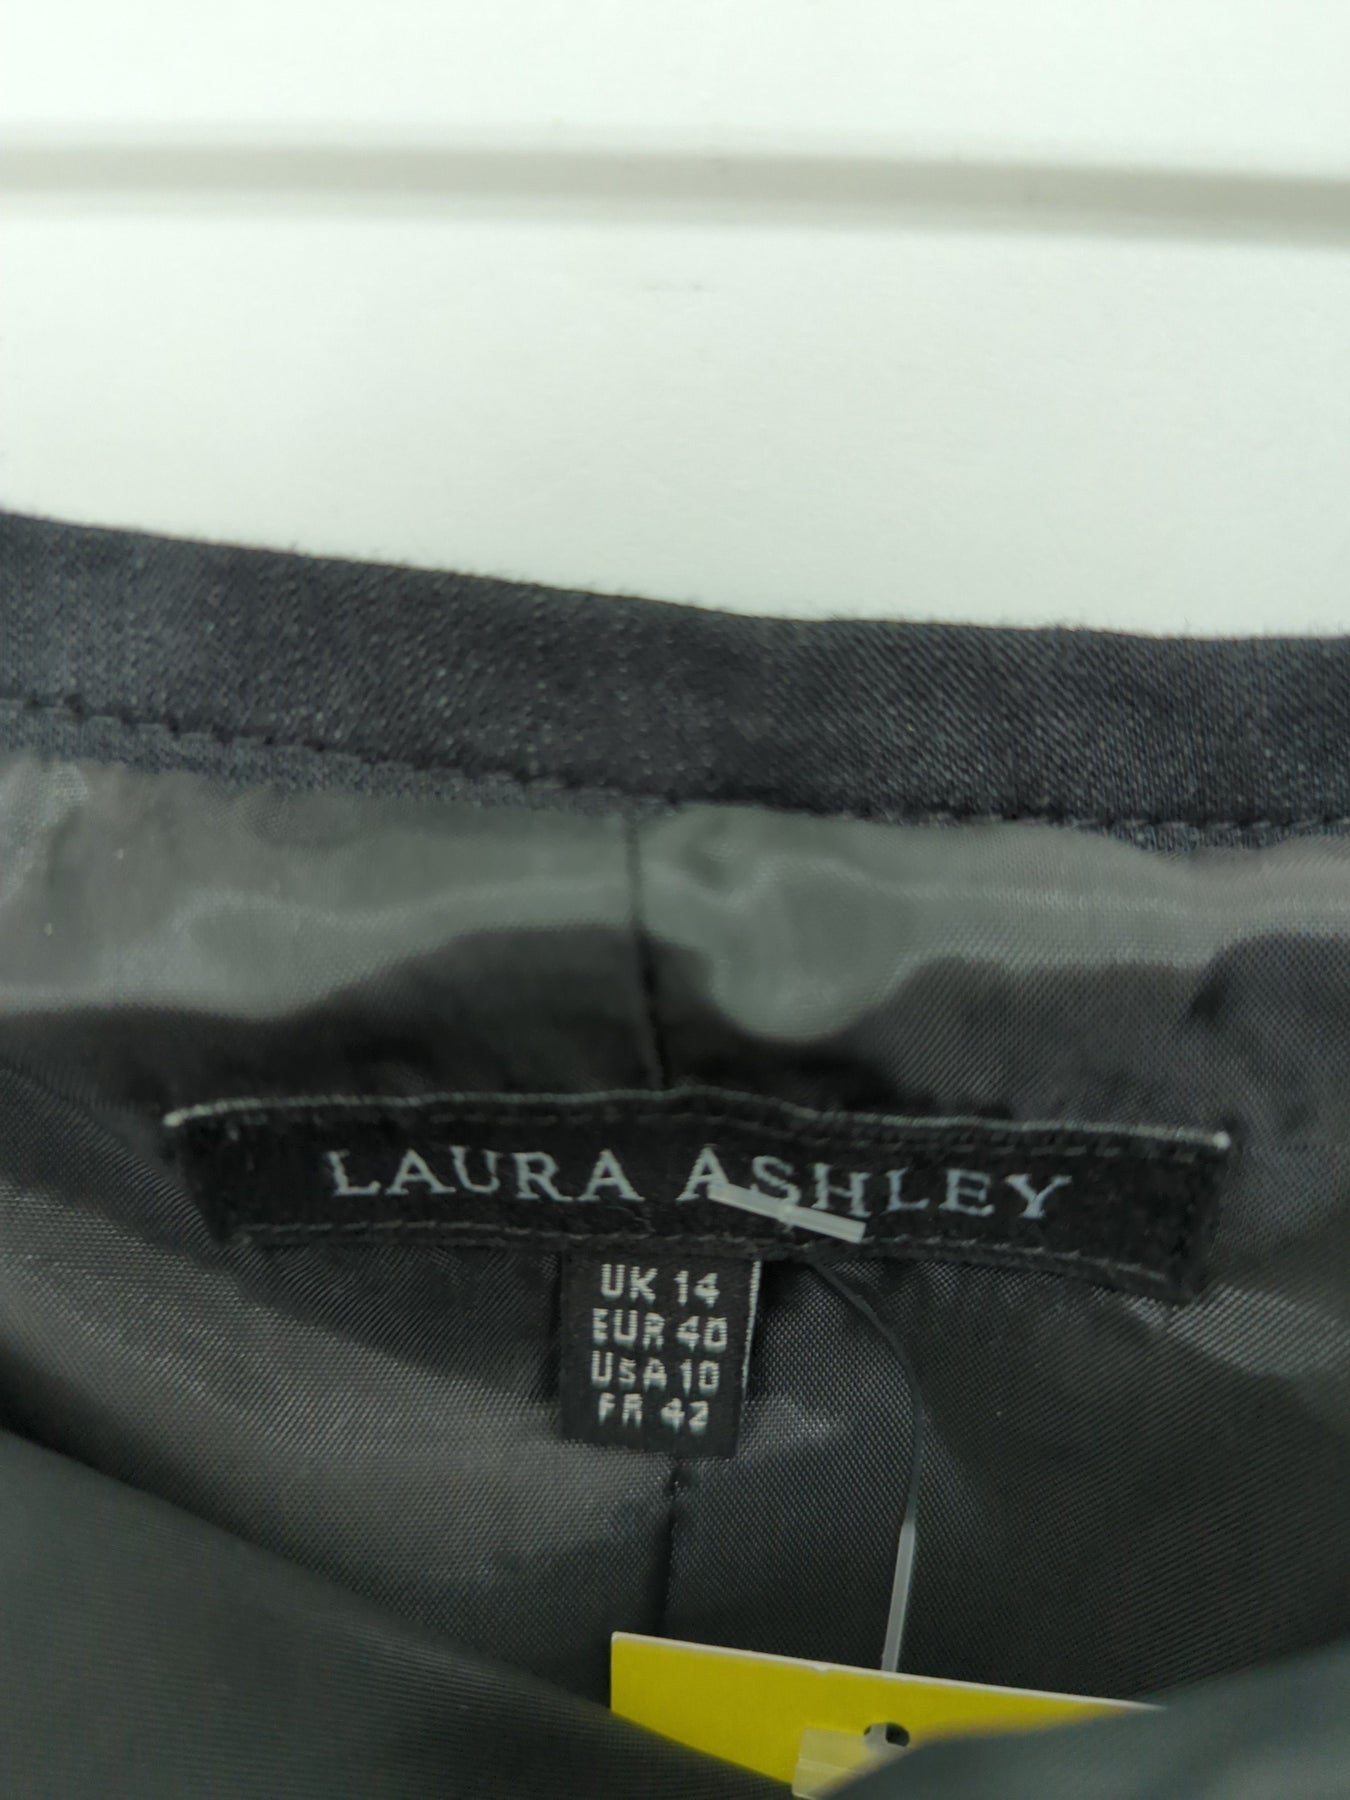 LAURA ASHLEY
UK 14
EUR 40
USA 10
FR 42